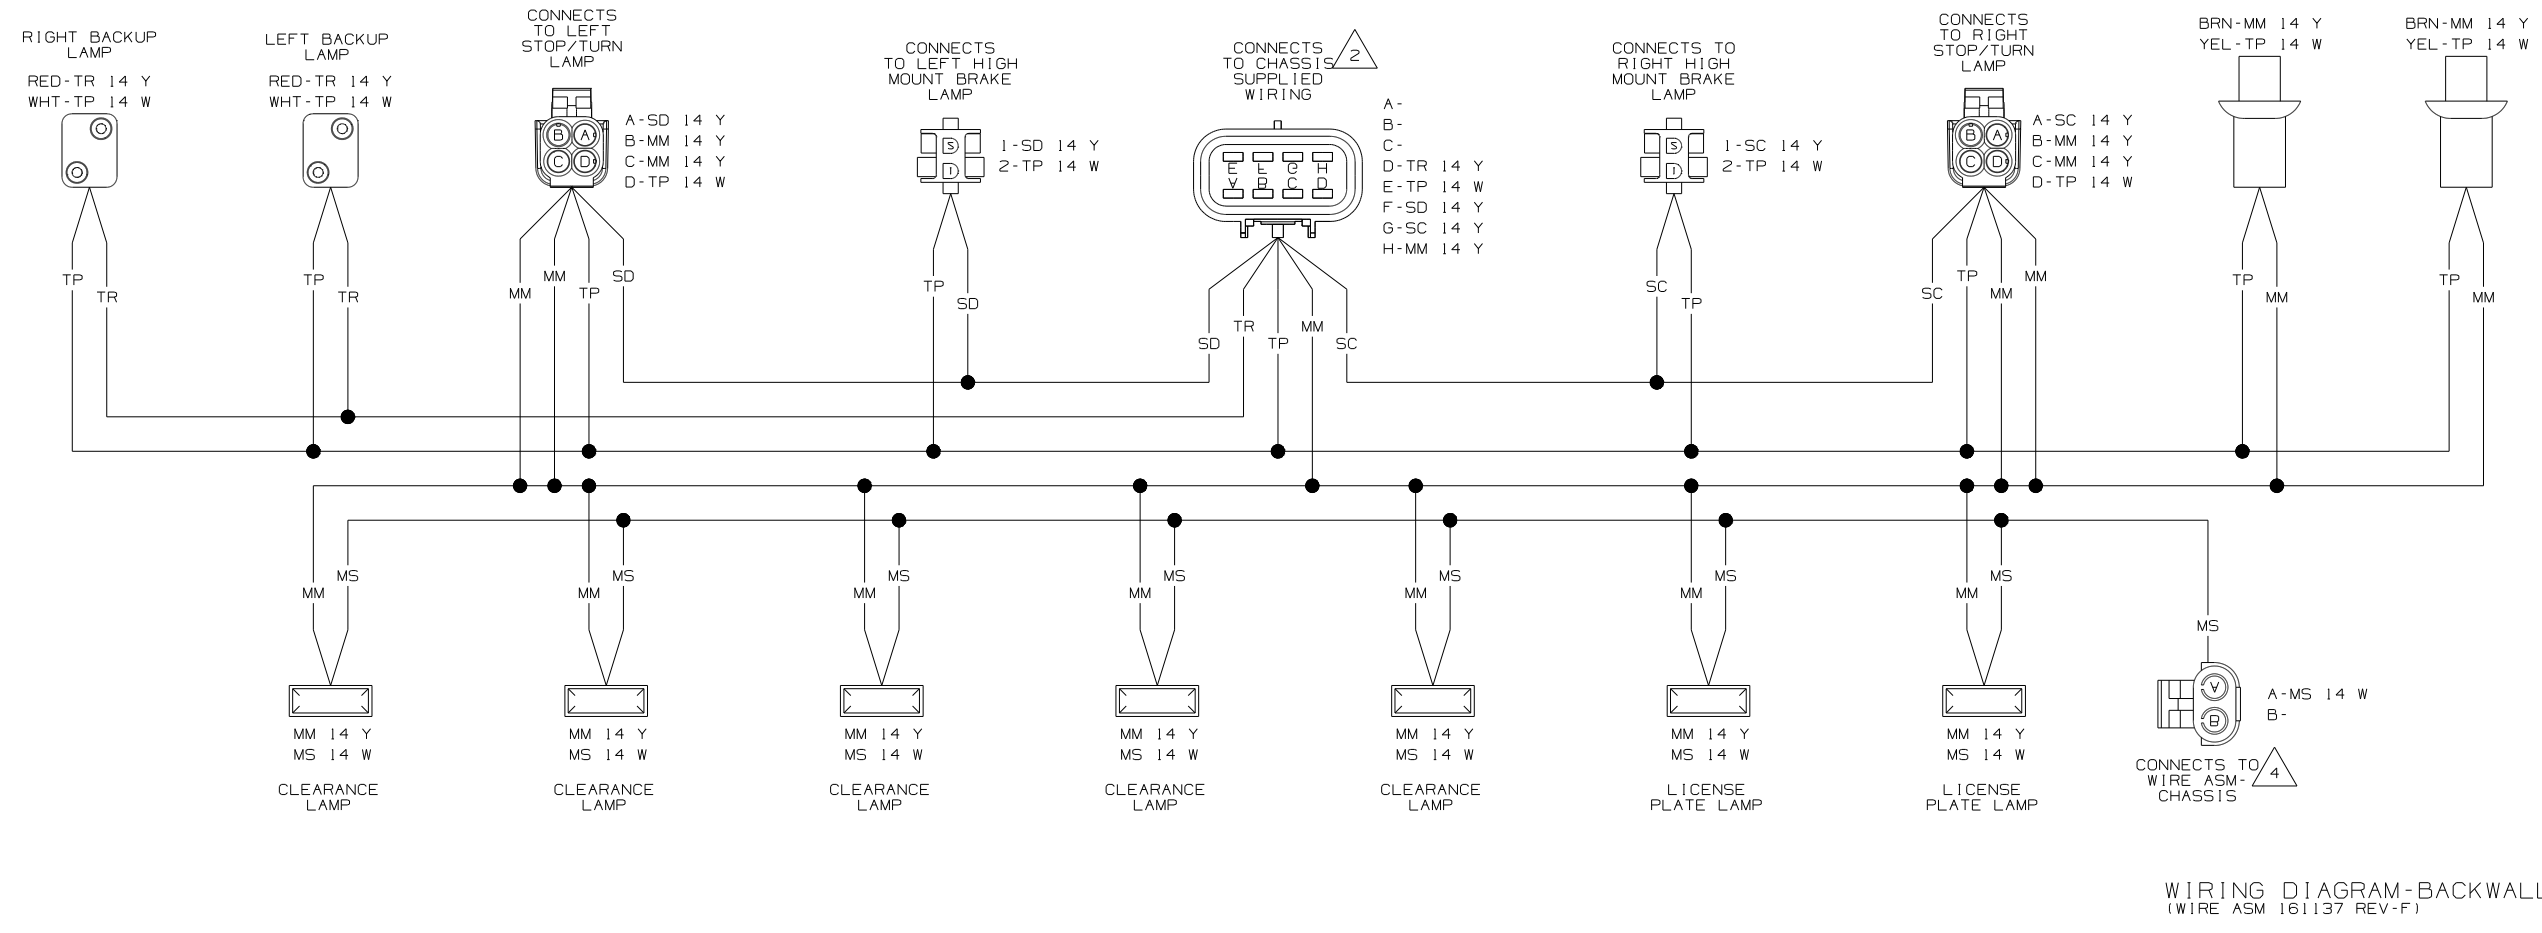 RIGHT BACKUP
LAMP
RED-TR 14 Y
WHT-TP 14 W
LEFT BACKUP
LAMP
RED-TR 14 Y
WHT-TP 14 W
CONNECTS
TO LEFT
STOP/TURN
LAMP
B A
C D
A-SD 14 Y
B-MM 14 Y
C-MM 14 Y
D-TP 14 W
CONNECTS
TO LEFT HIGH
MOUNT BRAKE
LAMP
2
1
1-SD 14 Y
2-TP 14 W
CONNECTS
TO CHASSIS
SUPPLIED
WIRING
2
E F G H
A B C D
A-
B-
C-
D-TR 14 Y
E-TP 14 W
F-SD 14 Y
G-SC 14 Y
H-MM 14 Y
CONNECTS TO
RIGHT HIGH
MOUNT BRAKE
LAMP
2
1
1-SC 14 Y
2-TP 14 W
CONNECTS
TO RIGHT
STOP/TURN
LAMP
B A
C D
A-SC 14 Y
B-MM 14 Y
C-MM 14 Y
D-TP 14 W
BRN-MM 14 Y
YEL-TP 14 W
BRN-MM 14 Y
YEL-TP 14 W
TP
TR
TP
TR
MM
MM
TP
SD
TP
SD
SD
TR
TP
MM
SC
SC
TP
SC
TP
MM
MM
TP
MM
TP
MM
MM
MS
MM
MS
MM
MS
MM
MS
MM
MS
MM
MS
MM
MS
MS
MM 14 Y
MS 14 W
CLEARANCE
LAMP
MM 14 Y
MS 14 W
CLEARANCE
LAMP
MM 14 Y
MS 14 W
CLEARANCE
LAMP
MM 14 Y
MS 14 W
CLEARANCE
LAMP
MM 14 Y
MS 14 W
CLEARANCE
LAMP
MM 14 Y
MS 14 W
LICENSE
PLATE LAMP
MM 14 Y
MS 14 W
LICENSE
PLATE LAMP
A
B
A-MS 14 W
B-
CONNECTS TO
WIRE ASM-
CHASSIS
4
WIRING DIAGRAM-BACKWALL
(WIRE ASM 161137 REV-F)